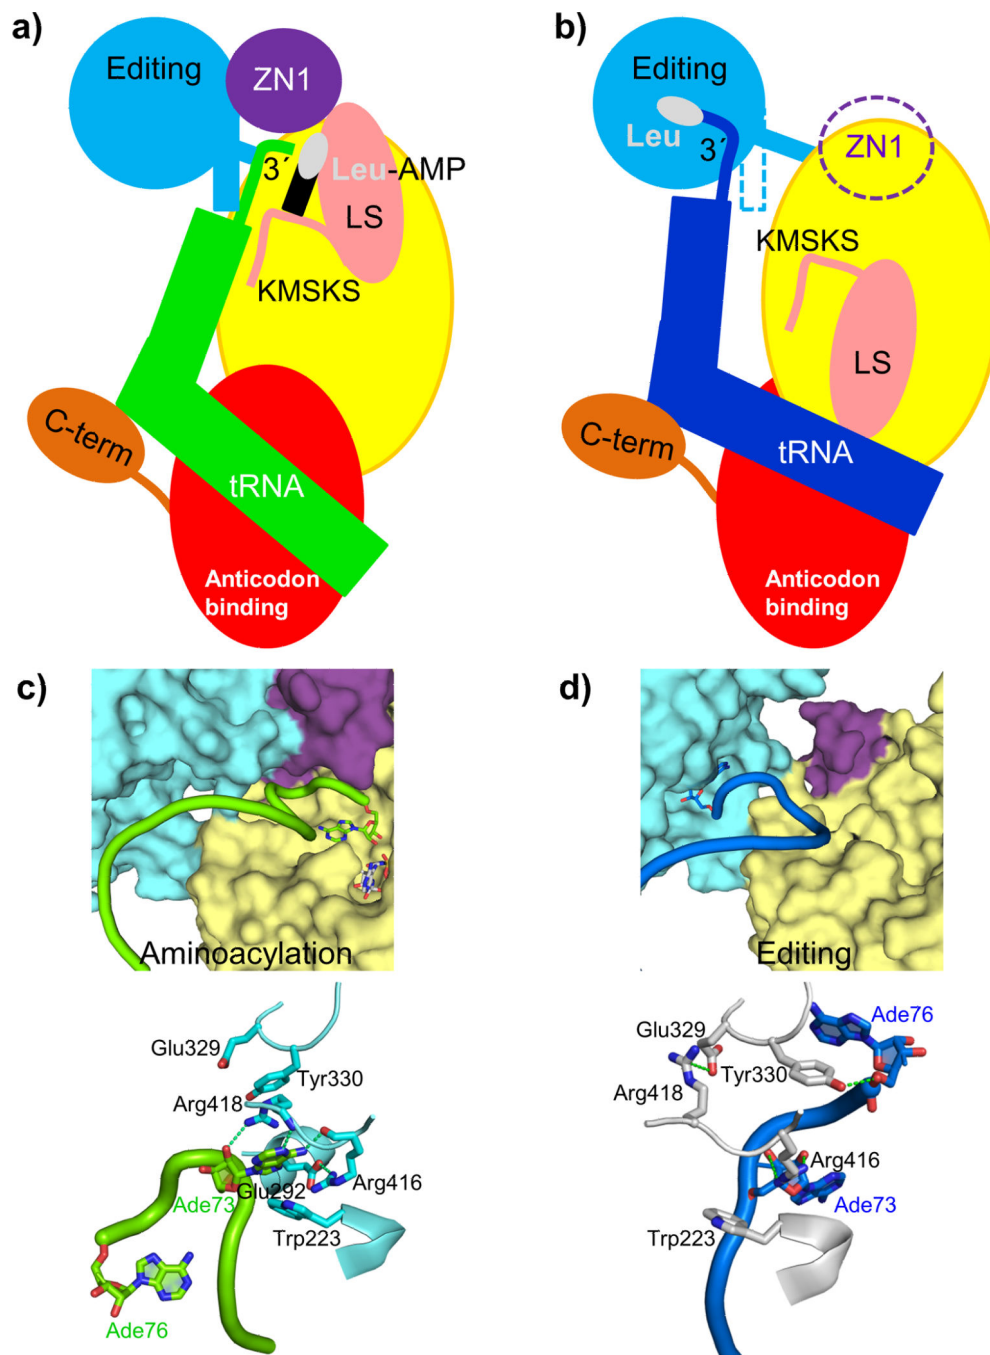 a)
Editing
ZN1
3´
Leu-AMP
LS
KMSKS
C-term
tRNA
Anticodon
binding
b)
Editing
Leu
3´
ZN1
KMSKS
LS
C-term
tRNA
Anticodon
binding
c)
Aminoacylation
Glu329
Tyr330
Arg418
Glu292
Arg416
Ade73
Trp223
Ade76
d)
Editing
Ade76
Glu329
Tyr330
Arg418
Arg416
Ade73
Trp223